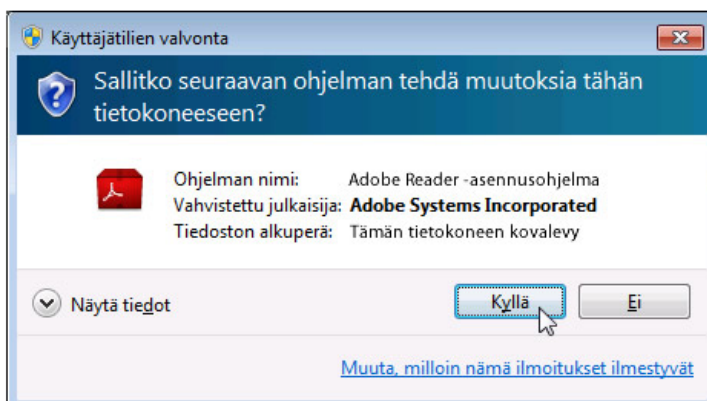 Käyttäjätilien valvonta
Sallitko seuraavan ohjelman tehdä muutoksia tähän
tietokoneeseen?
Ohjelman nimi: Adobe Reader -asennusohjelma
Vahvistettu julkaisija: Adobe Systems Incorporated
Tiedoston alkuperä: Tämän tietokoneen kovalevy
Näytä tiedot Kyllä Ei
Muuta, milloin nämä ilmoitukset ilmestyvät